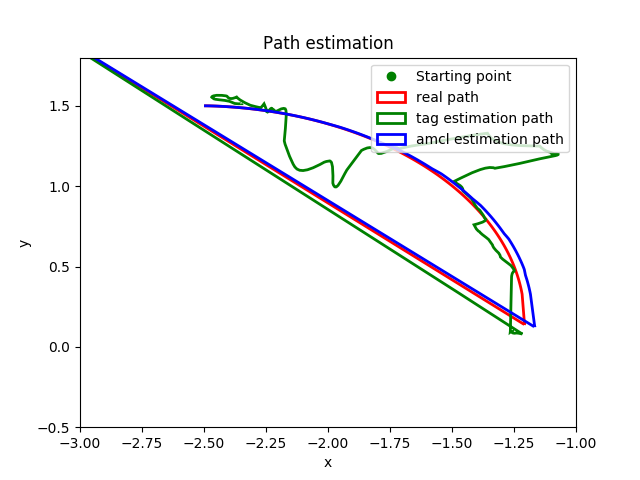 Path estimation
Starting point
real path
tag estimation path
amcl estimation path
y
1.5
1.0
0.5
0.0
−0.5
−3.00 −2.75 −2.50 −2.25 −2.00 −1.75 −1.50 −1.25 −1.00
x